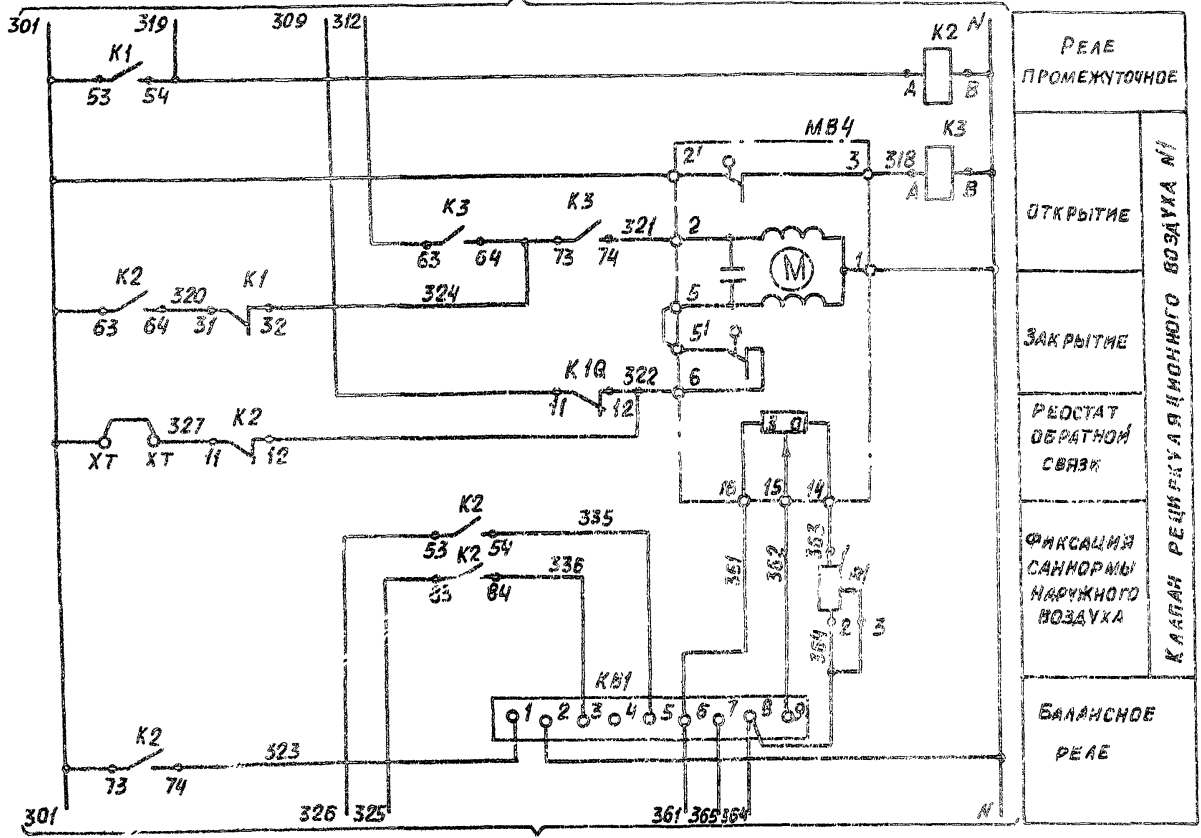 301 319 309 312
K1
53 54
K2 N
A B
РЕЛЕ
ПРОМЕЖУТОЧНОЕ
MB4
K3
2' 3 318
A B
K3 K3
63 64 73 74 321 2
M 1
ОТКРЫТИЕ
K2 320 K1 324
63 64 31 32
5
5'
ЗАКРЫТИЕ
6
322
11 12
K2
327
XT XT 11 12
РЕОСТАТ
ОБРАТНОЙ
СВЯЗИ
16 15 14
K2 335
53 54
K2 336
83 84
361 362 363
1
2 3
364
ФИКСАЦИЯ
САННОРМЫ
НАРУЖНОГО
ВОЗДУХА
КЛАПАН РЕЦИРКУЛЯЦИОННОГО ВОЗДУХА №1
1 2 3 4 5 6 7 8 9
K2 323
73 74
БАЛАНСНОЕ
РЕЛЕ
301 326 325 361 365 364 N